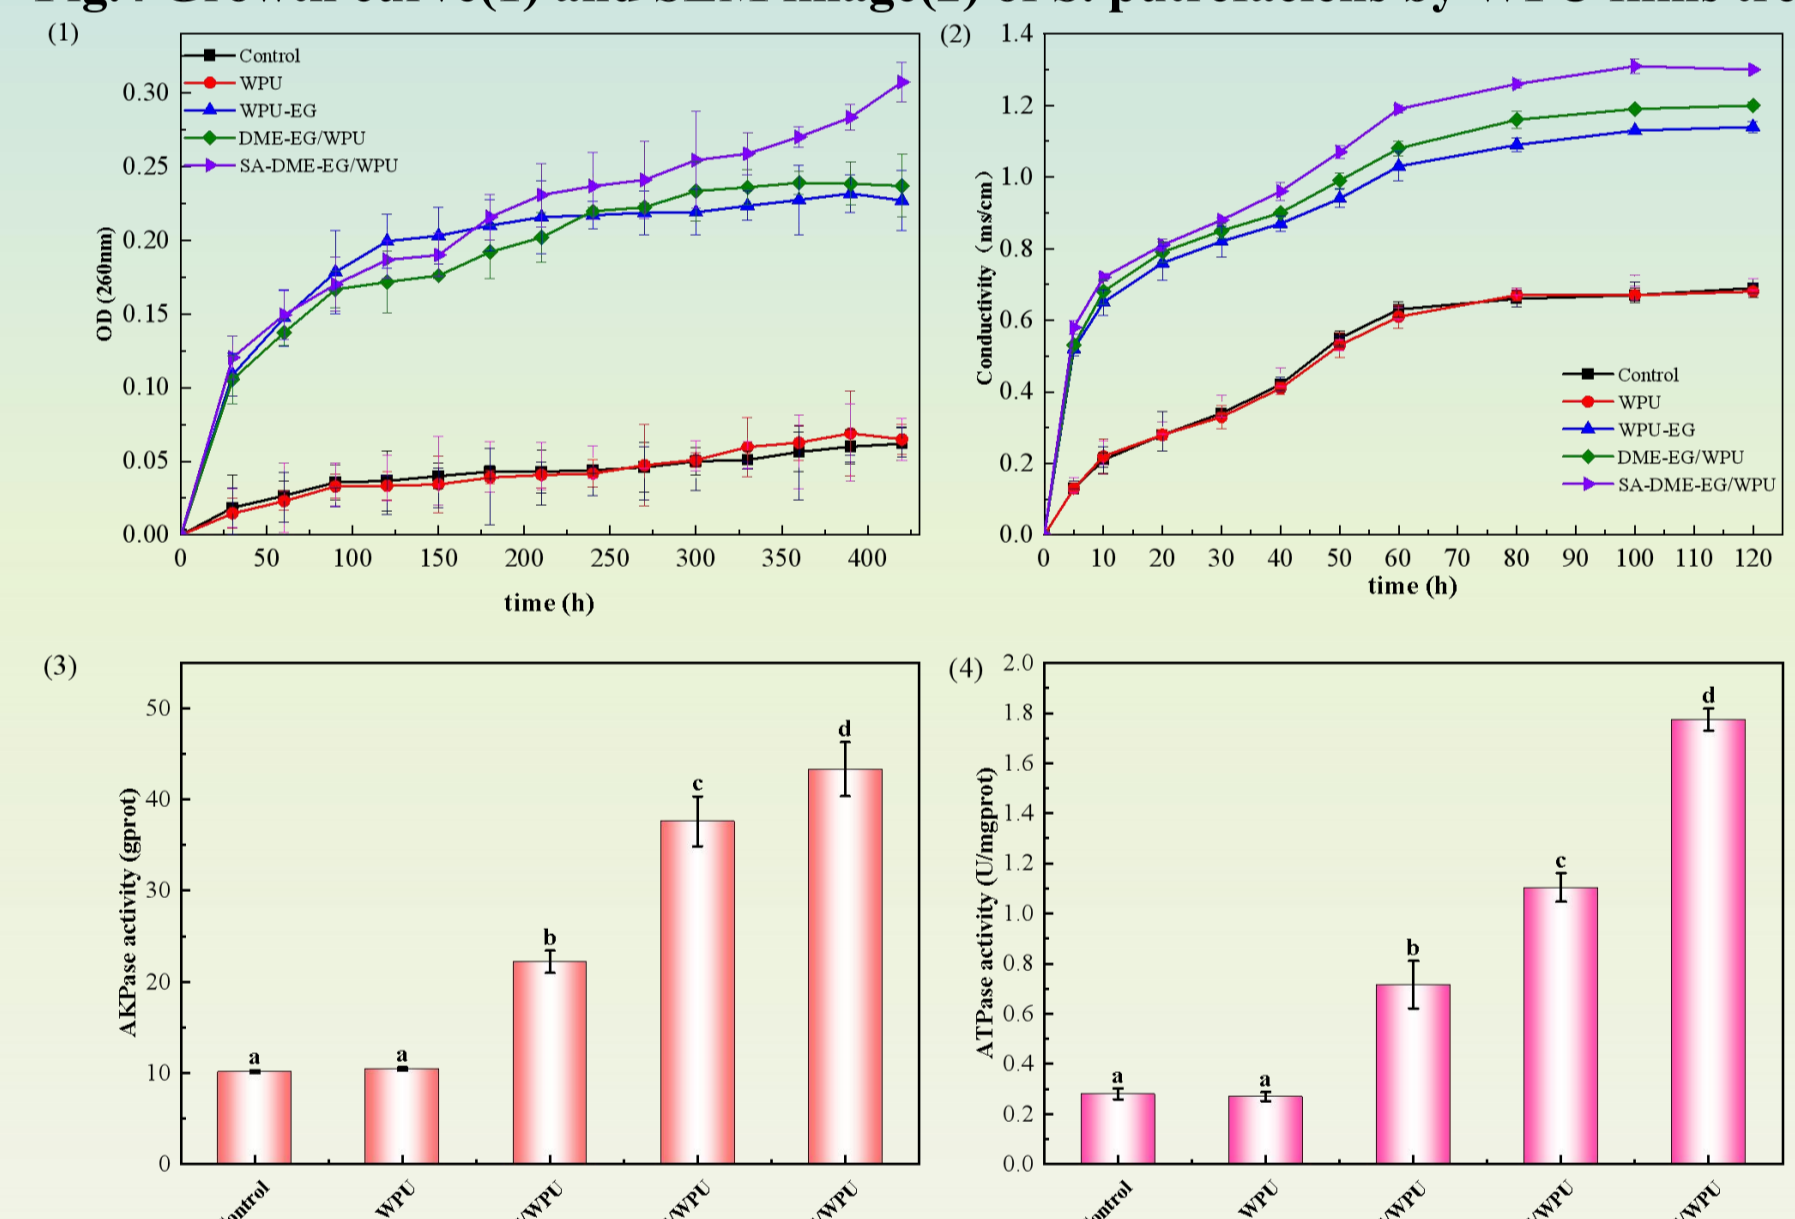 (1)
Control
WPU
WPU-EG
DME-EG/WPU
SA-DME-EG/WPU
OD (260nm)
0.30
0.25
0.20
0.15
0.10
0.05
0.00
0 50 100 150 200 250 300 350 400
time (h)
(2)
Conductivity (ms/cm)
1.4
1.2
1.0
0.8
0.6
0.4
0.2
0.0
Control
WPU
WPU-EG
DME-EG/WPU
SA-DME-EG/WPU
0 10 20 30 40 50 60 70 80 90 100 110 120
time (h)
(3)
AKPase activity (gprot)
50
40
30
20
10
0
a a b c d
WPU
/WPU
/WPU
/WPU
(4)
ATPase activity (U/mgprot)
2.0
1.8
1.6
1.4
1.2
1.0
0.8
0.6
0.4
0.2
0.0
a a b c d
WPU
/WPU
/WPU
/WPU